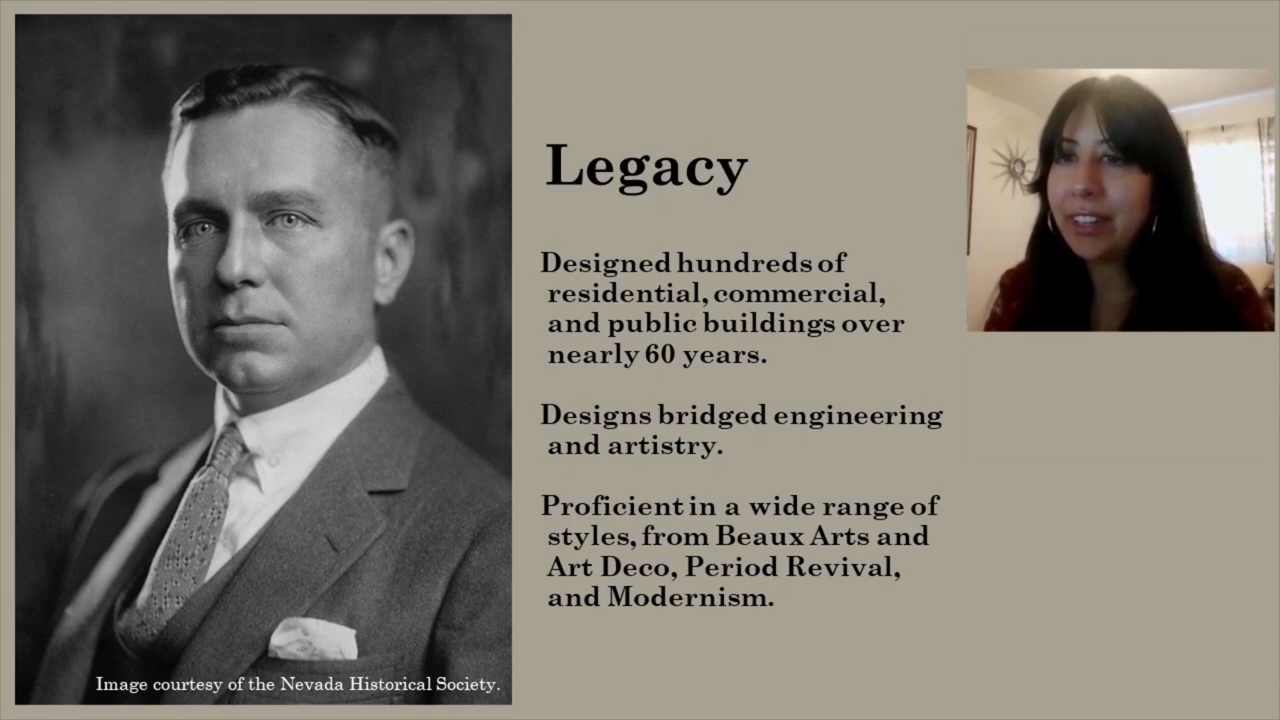 Legacy
Designed hundreds of
residential, commercial,
and public buildings over
nearly 60 years.
Designs bridged engineering
and artistry.
Proficient in a wide range of
styles, from Beaux Arts and
Art Deco, Period Revival,
and Modernism.
Image courtesy of the Nevada Historical Society.